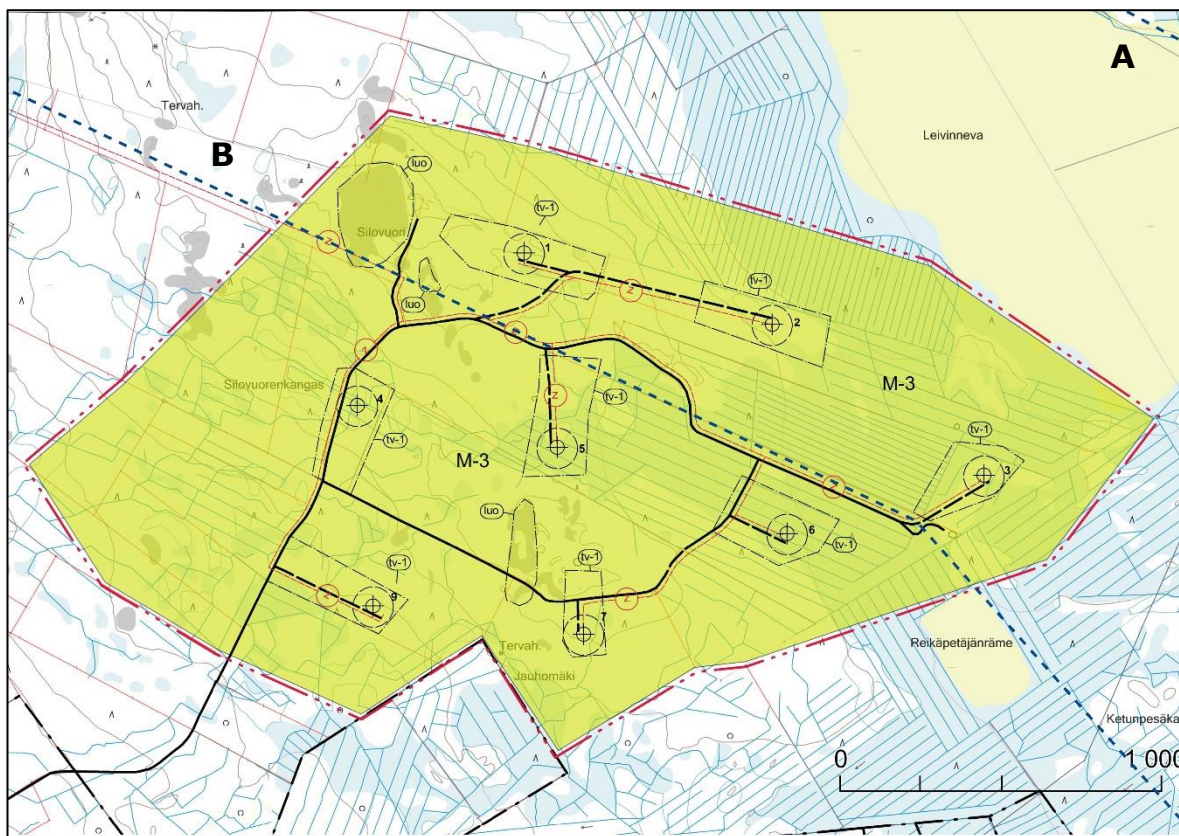 A
Tervah.
Leivinneva
B
luo
tv-1
Silovuori
1
z
luo
z
tv-1
2
z
z
Silovuorenkangas
M-3
4
z
tv-1
tv-1
5
M-3
tv-1
3
luo
z
6
tv-1
tv-1
tv-1
9
z
z
7
Tervah.
Jauhomäki
Reikäpetäjänräme
Ketunpesäka
0
1 000